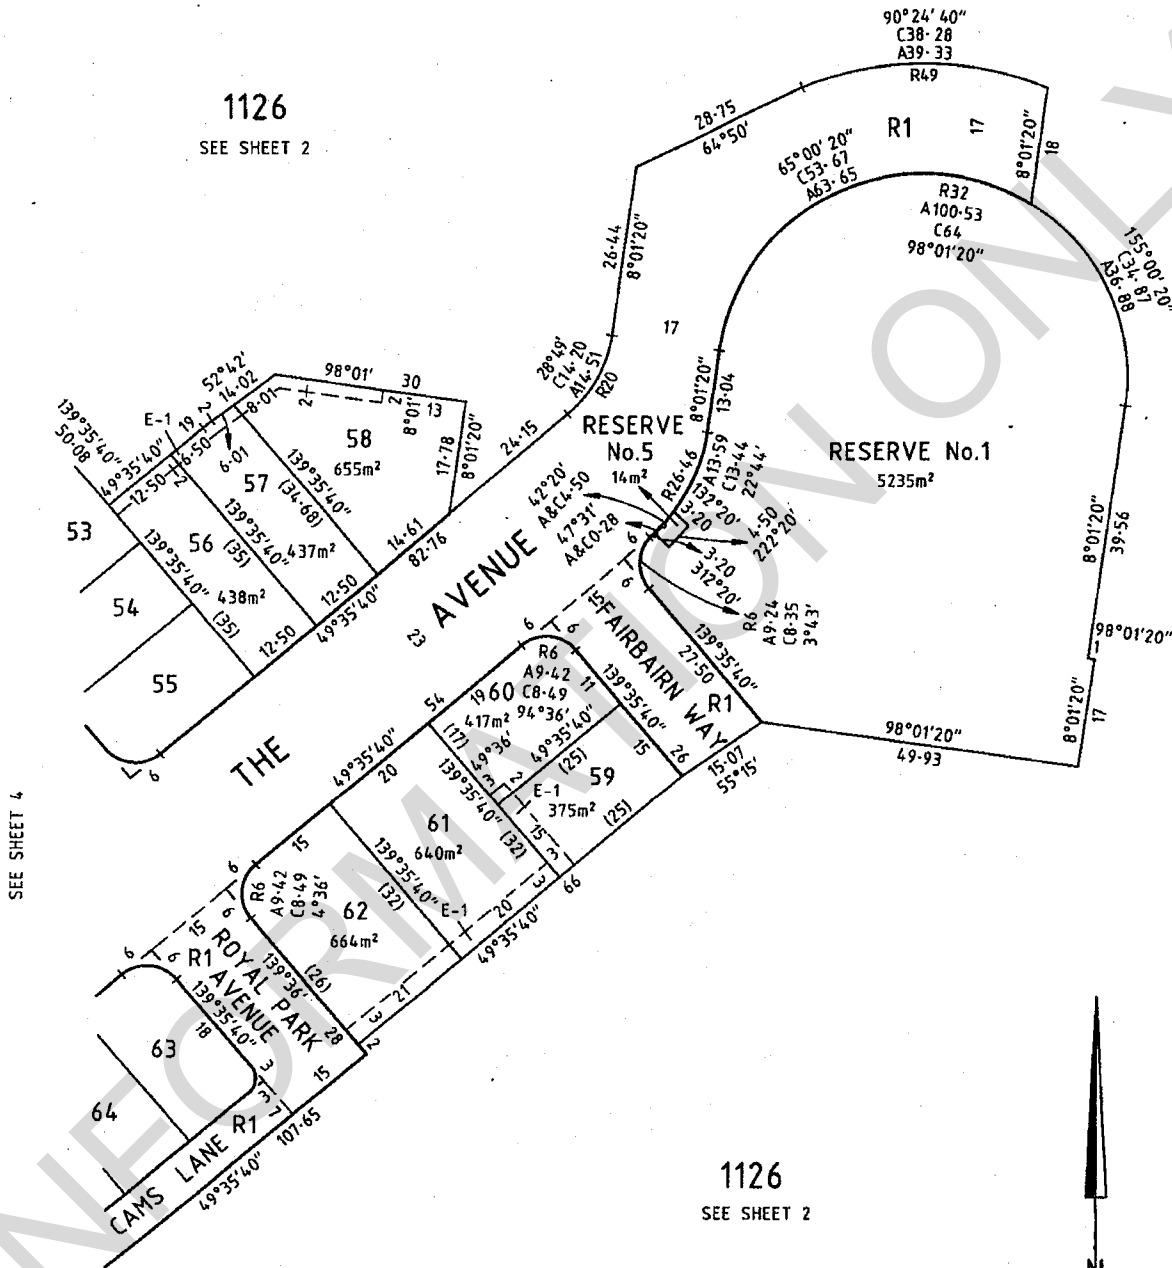 90°24'40"
C38·28
A39·33
R49
1126
SEE SHEET 2
28·75
64°50'
R1
17
18
8°01'20"
65°00'20"
C53·67
A63·65
R32
A100·53
C64
98°01'20"
155°00'20"
C34·87
A36·88
26·44
8°01'20"
17
28°49'
C14·20
A14·51
R20
8°01'20"
13·04
52°42'
14·02
98°01'
30
2
2
8°01'
13
8·01
E-1
19
2
139°35'40"
50·08
49°35'40"
12·50
6·50
6·01
2
58
655m²
17·78
8°01'20"
24·15
RESERVE
No.5
14m²
RESERVE No.1
5235m²
R26·46
A13·59
C13·44
22°44'
132°20'
3·20
4·50
222°20'
3·20
312°20'
42°20'
A&C4·50
47°31'
A&C0·28
57
139°35'40"
(34·68)
437m²
139°35'40"
(35)
56
438m²
139°35'40"
(35)
53
54
55
14·61
82·76
12·50
49°35'40"
12·50
THE AVENUE
23
6
6
15
6
6
R6
A9·24
C8·35
3°43'
8°01'20"
39·56
98°01'20"
1
8°01'20"
17
98°01'20"
49·93
139°35'40"
27·50
FAIRBAIRN WAY
R1
15·07
55°15'
R6
A9·42
C8·49
94°36'
19
60
417m²
(17)
49°36'
11
139°35'40"
49°35'40"
(25)
15
26
54
49°35'40"
20
3
2
E-1
59
375m²
(25)
15
3
139°35'40"
(32)
61
640m²
139°35'40"
(32)
E-1
20
3
66
49°35'40"
15
6
6
R6
A9·42
C8·49
4°36'
62
664m²
(26)
139°36'
28
21
3
2
6
15
6
6
R1
ROYAL PARK
AVENUE
139°35'40"
18
3
3
7
15
63
64
CAMS LANE R1
107·65
49°35'40"
SEE SHEET 4
1126
SEE SHEET 2
INFORMATION ONLY